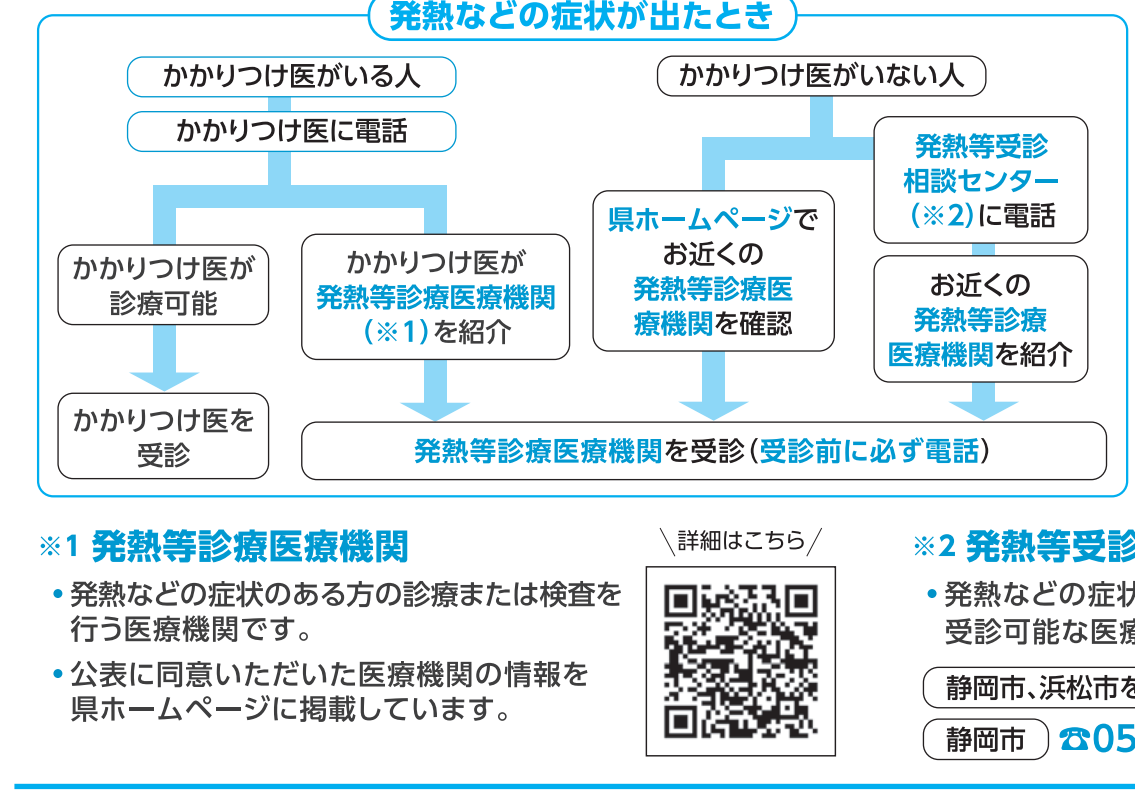 発熱などの症状が出たとき
かかりつけ医がいる人
かかりつけ医に電話
かかりつけ医が
診療可能
かかりつけ医を
受診
かかりつけ医が
発熱等診療医療機関
(※1)を紹介
かかりつけ医がいない人
県ホームページで
お近くの
発熱等診療医
療機関を確認
発熱等受診
相談センター
(※2)に電話
お近くの
発熱等診療
医療機関を紹介
発熱等診療医療機関を受診(受診前に必ず電話)
※1 発熱等診療医療機関
•発熱などの症状のある方の診療または検査を
行う医療機関です。
•公表に同意いただいた医療機関の情報を
県ホームページに掲載しています。
\詳細はこちら/
※2 発熱等受診
•発熱などの症状
受診可能な医療
静岡市、浜松市を
静岡市 ☎05